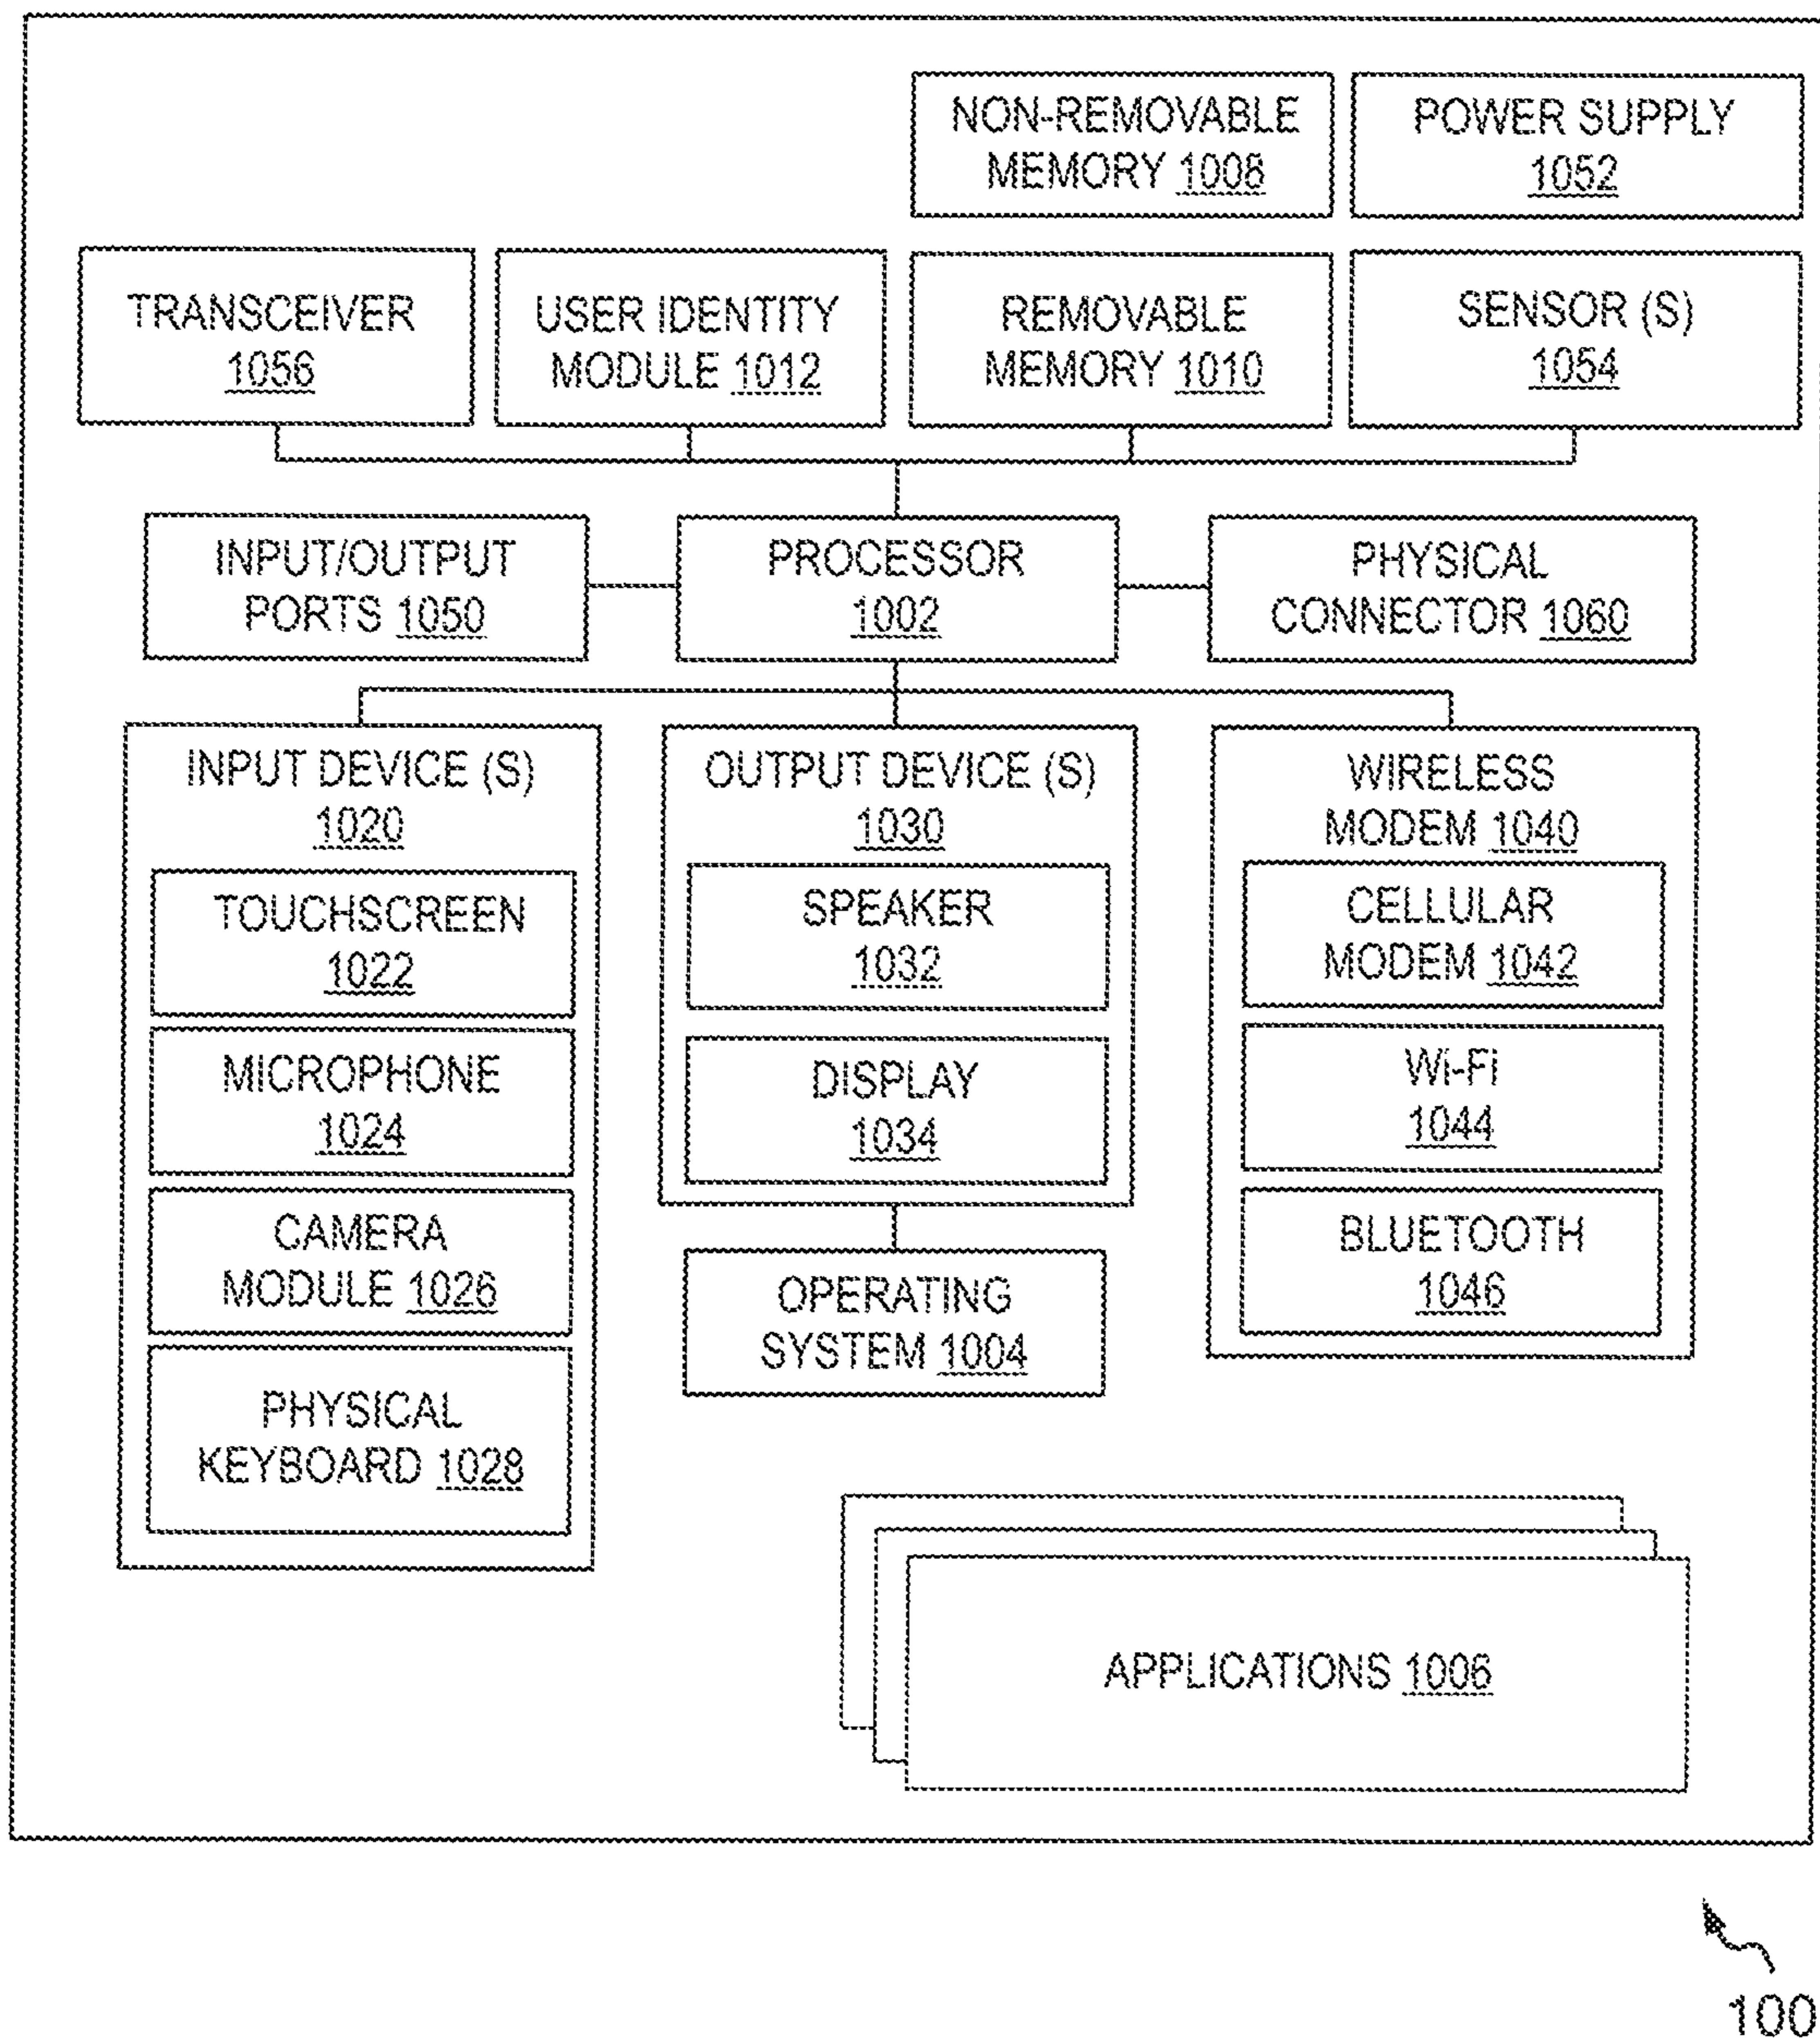 NON-REMOVABLE
MEMORY 1008
POWER SUPPLY
1052
TRANSCEIVER
1056
USER IDENTITY
MODULE 1012
REMOVABLE
MEMORY 1010
SENSOR (S)
1054
INPUT/OUTPUT
PORTS 1050
PROCESSOR
1002
PHYSICAL
CONNECTOR 1060
INPUT DEVICE (S)
1020
TOUCHSCREEN
1022
MICROPHONE
1024
CAMERA
MODULE 1026
PHYSICAL
KEYBOARD 1028
OUTPUT DEVICE (S)
1030
SPEAKER
1032
DISPLAY
1034
OPERATING
SYSTEM 1004
WIRELESS
MODEM 1040
CELLULAR
MODEM 1042
Wi-Fi
1044
BLUETOOTH
1046
APPLICATIONS 1006
100